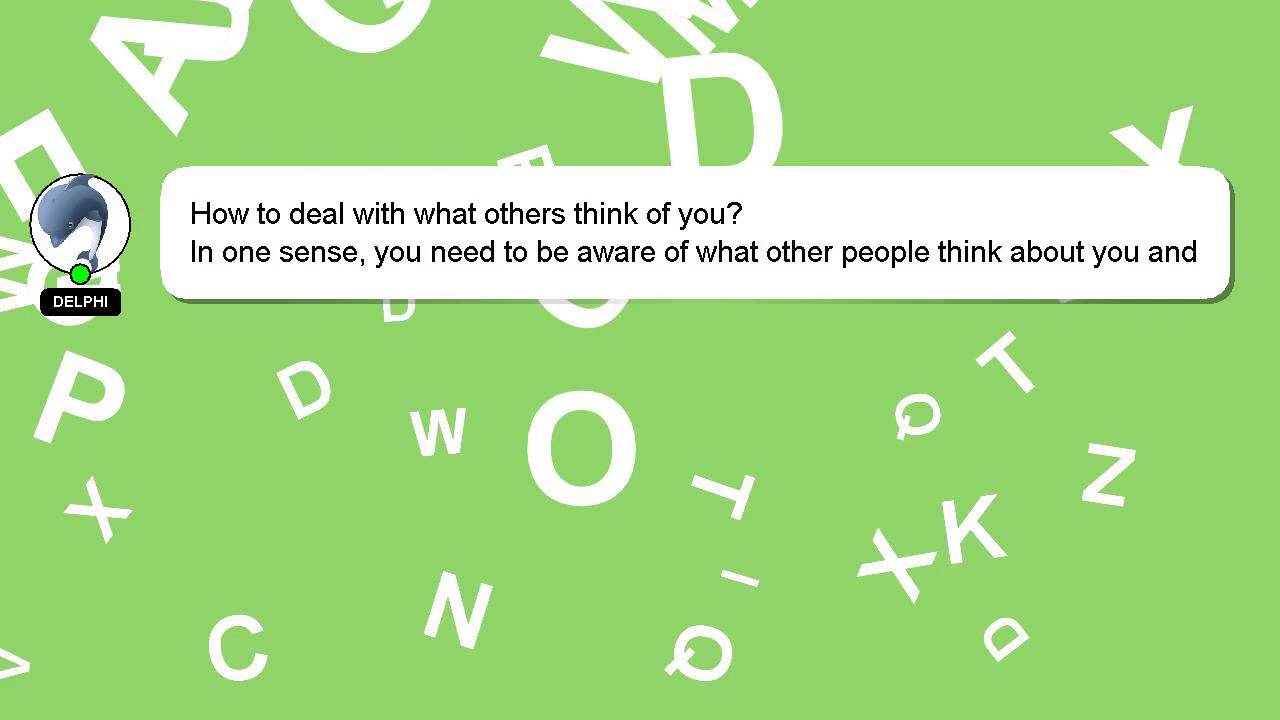 How to deal with what others think of you?
In one sense, you need to be aware of what other people think about you and
DELPHI
A
G
D
E
X
D
P
D
W
O
Q
T
Z
X
T
K
X
I
N
C
Q
D
V